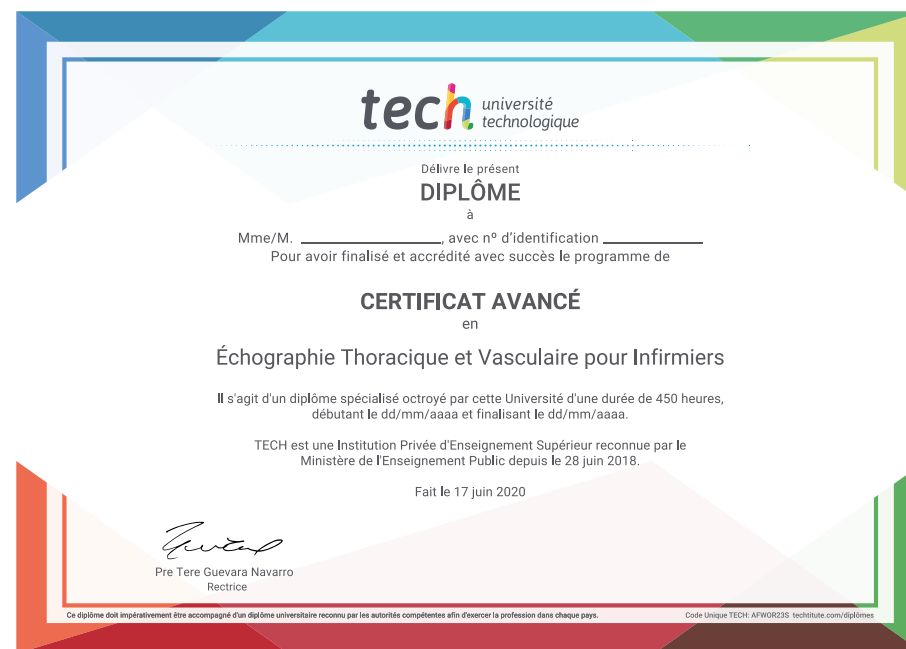 tech université
technologique
Délivre le présent
DIPLÔME
à
Mme/M. ____________________, avec nº d'identification ______________
Pour avoir finalisé et accrédité avec succès le programme de
CERTIFICAT AVANCÉ
en
Échographie Thoracique et Vasculaire pour Infirmiers
Il s'agit d'un diplôme spécialisé octroyé par cette Université d'une durée de 450 heures,
débutant le dd/mm/aaaa et finalisant le dd/mm/aaaa.
TECH est une Institution Privée d'Enseignement Supérieur reconnue par le
Ministère de l'Enseignement Public depuis le 28 juin 2018.
Fait le 17 juin 2020
Pre Tere Guevara Navarro
Rectrice
Ce diplôme doit impérativement être accompagné d'un diplôme universitaire reconnu par les autorités compétentes afin d'exercer la profession dans chaque pays.
Code Unique TECH: AFWOR23S techtitute.com/diplômes